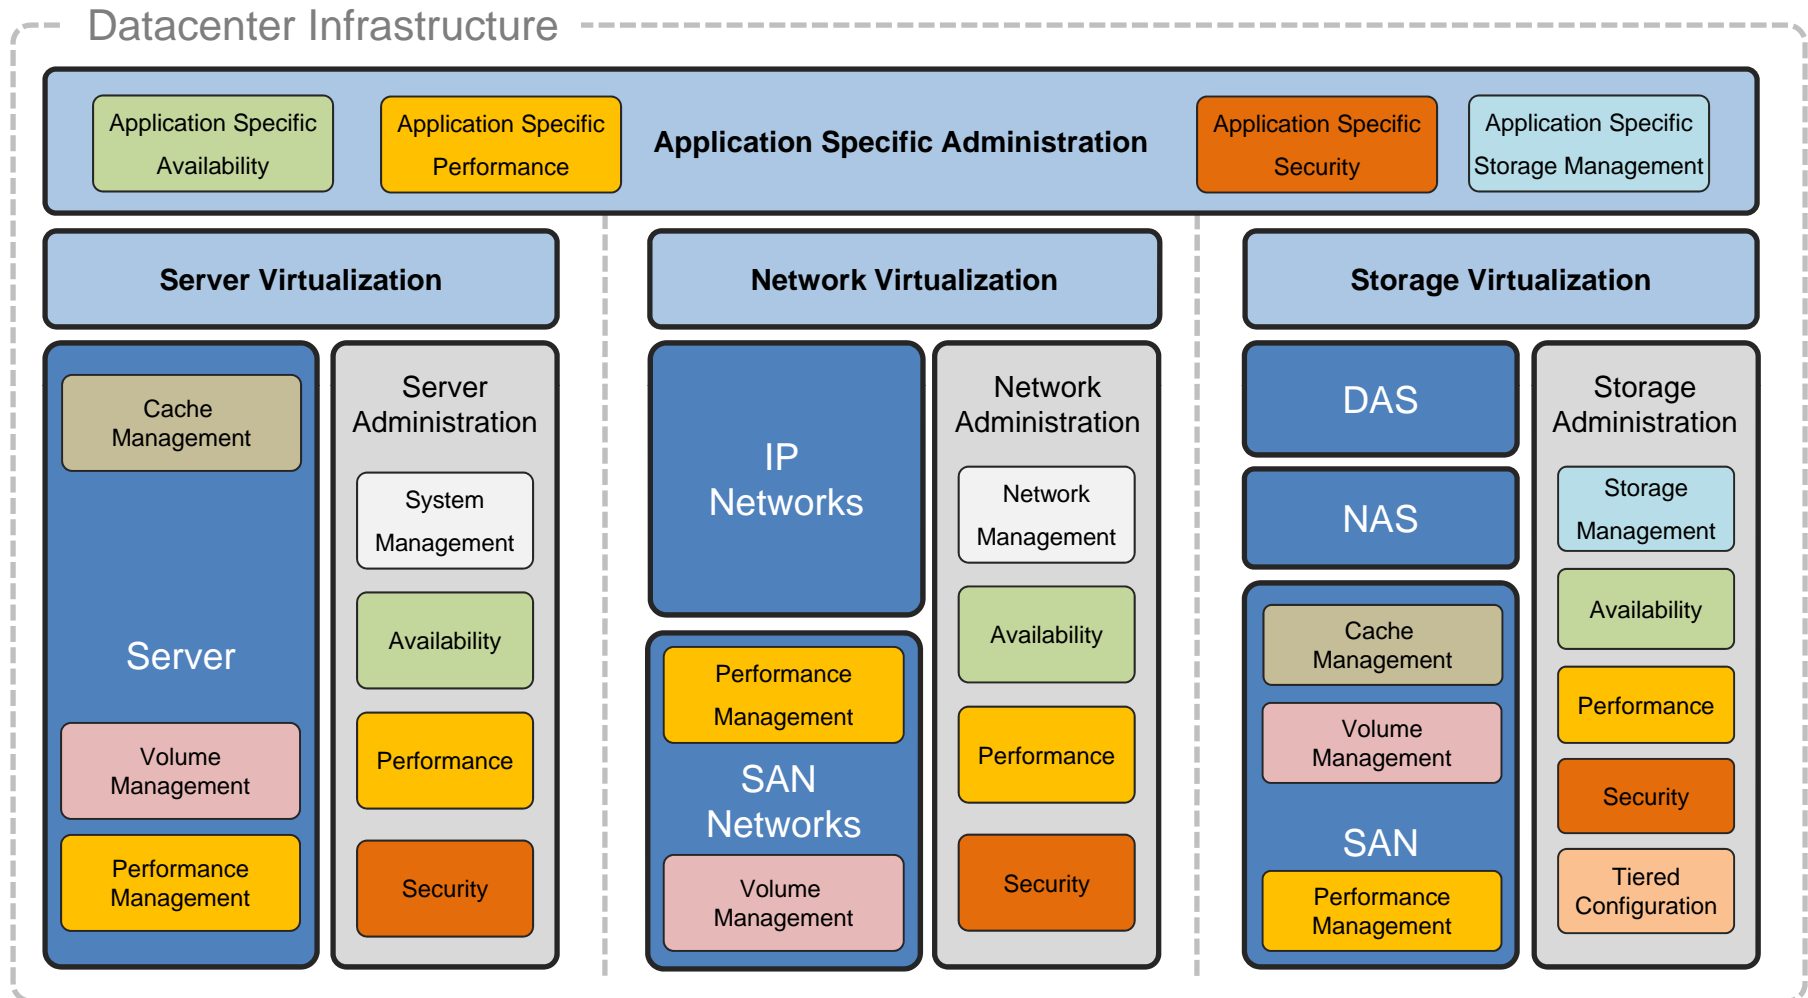 Datacenter Infrastructure
Application Specific
Availability
Application Specific
Performance
Application Specific Administration
Application Specific
Security
Application Specific
Storage Management
Server Virtualization
Cache
Management
Server
Volume
Management
Performance
Management
Server
Administration
System
Management
Availability
Performance
Security
Network Virtualization
IP
Networks
Performance
Management
SAN
Networks
Volume
Management
Network
Administration
Network
Management
Availability
Performance
Security
Storage Virtualization
DAS
NAS
Cache
Management
Volume
Management
SAN
Performance
Management
Storage
Administration
Storage
Management
Availability
Performance
Security
Tiered
Configuration